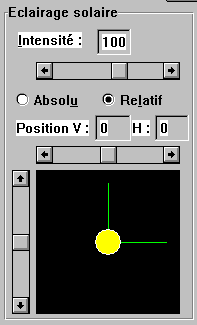 Eclairage solaire
Intensité : 100
Absolu Relatif
Position V : 0 H : 0